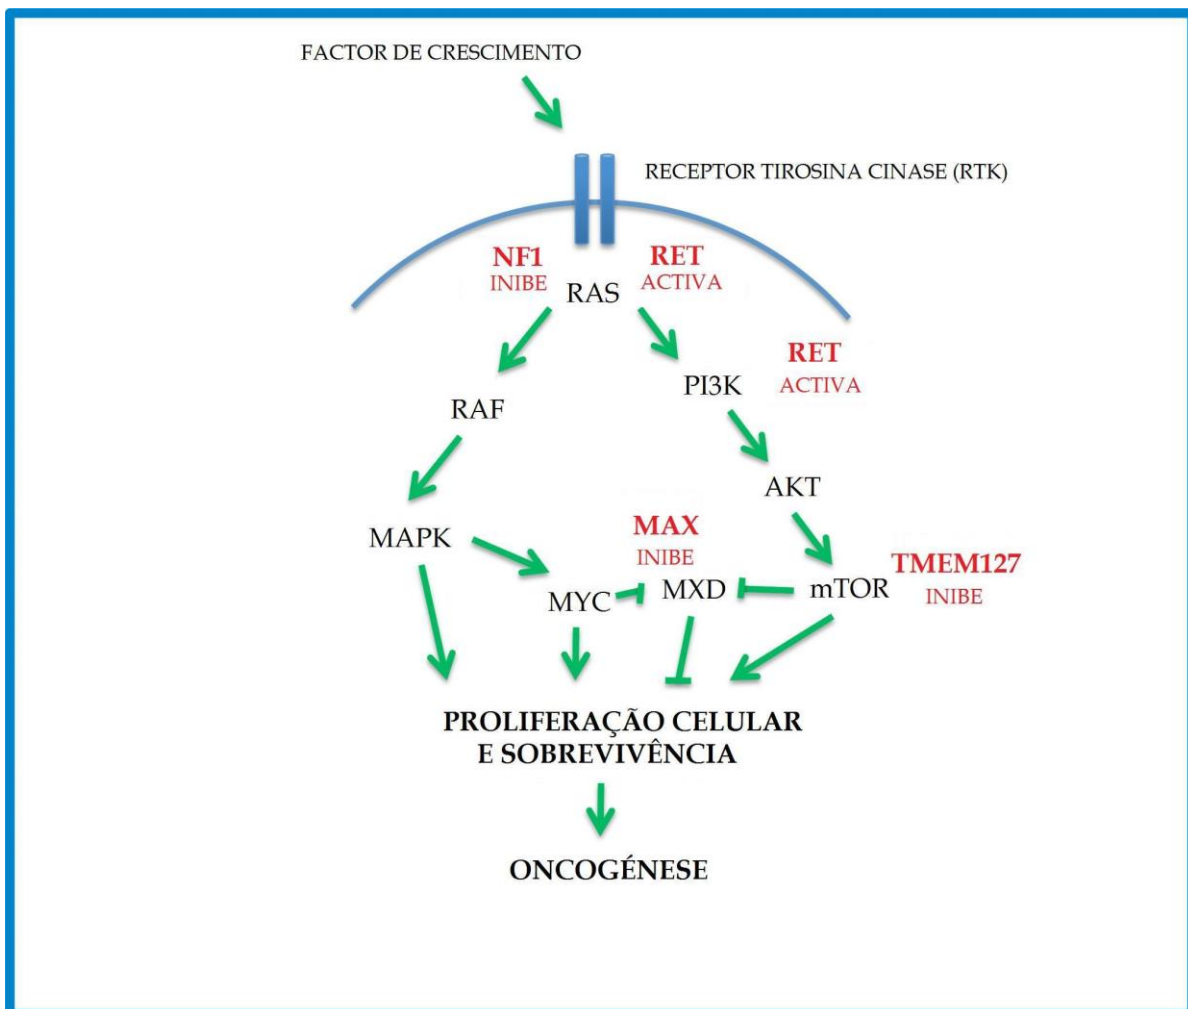 FACTOR DE CRESCIMENTO
RECEPTOR TIROSINA CINASE (RTK)
NF1
INIBE
RET
ACTIVA
RAS
RET
ACTIVA
PI3K
RAF
AKT
MAPK
MAX
INIBE
TMEM127
INIBE
MYC
MXD
mTOR
PROLIFERAÇÃO CELULAR
E SOBREVIVÊNCIA
ONCOGÉNESE